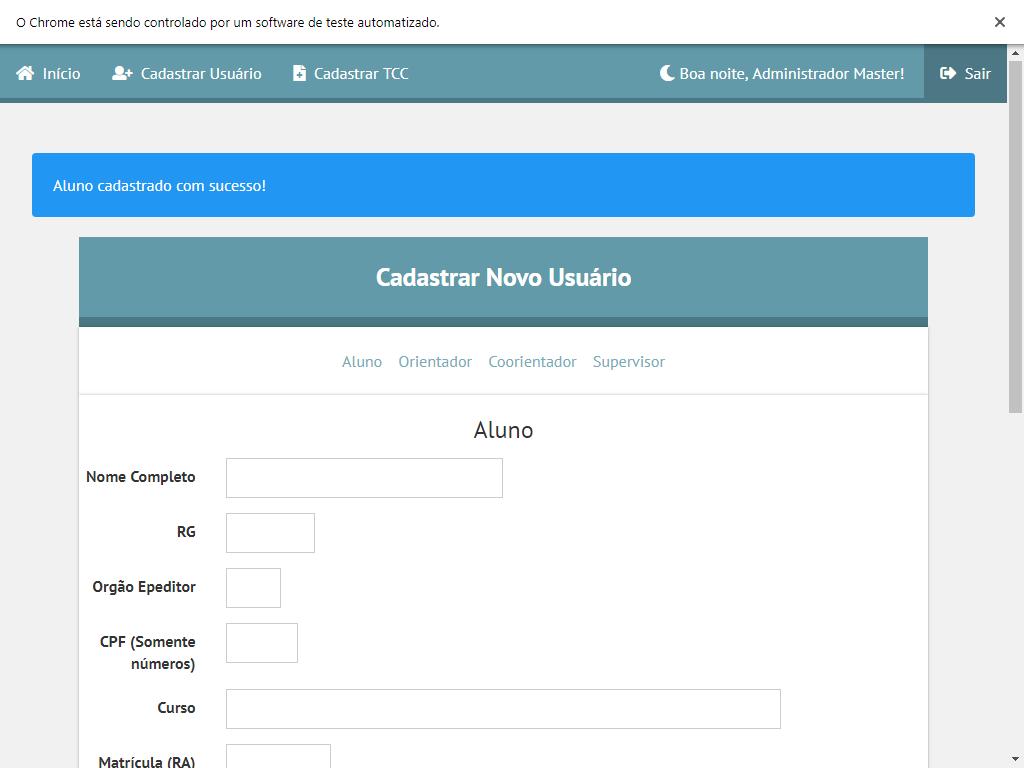 O Chrome está sendo controlado por um software de teste automatizado.
Início Cadastrar Usuário Cadastrar TCC Boa noite, Administrador Master! Sair
Aluno cadastrado com sucesso!
Cadastrar Novo Usuário
Aluno Orientador Coorientador Supervisor
Aluno
Nome Completo
RG
Orgão Epeditor
CPF (Somente
números)
Curso
Matrícula (RA)